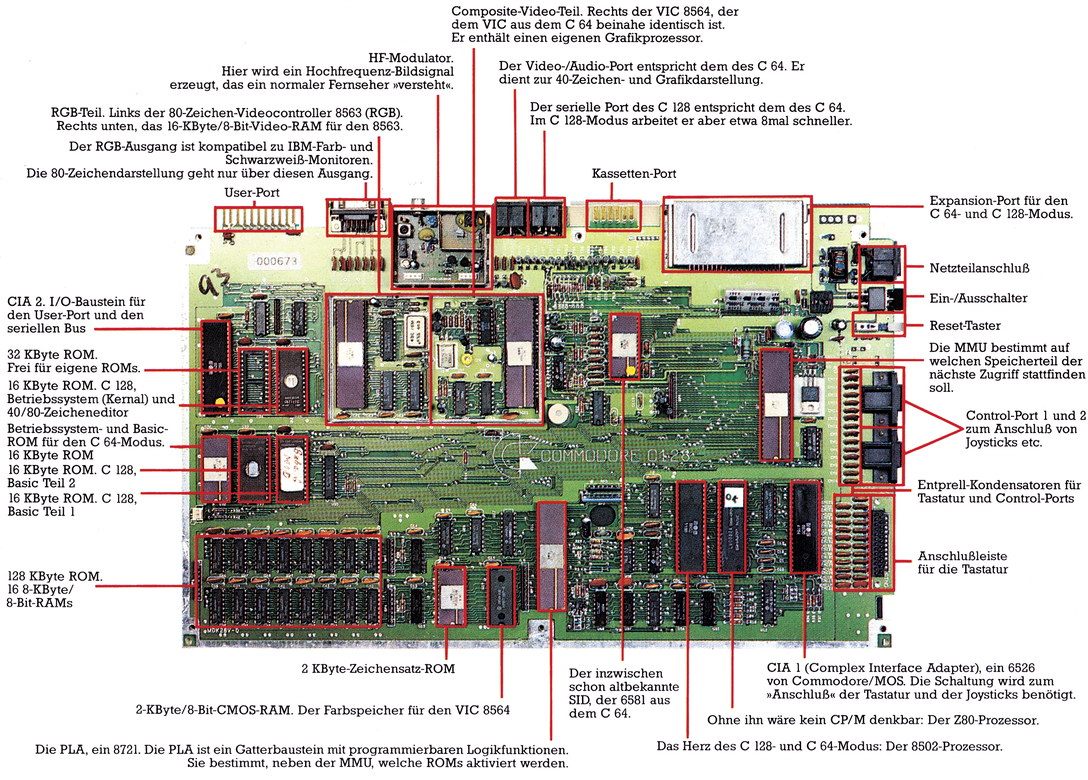 Composite-Video-Teil. Rechts der VIC 8564, der
dem VIC aus dem C 64 beinahe identisch ist.
Er enthält einen eigenen Grafikprozessor.
HF-Modulator.
Hier wird ein Hochfrequenz-Bildsignal
erzeugt, das ein normaler Fernseher »versteht«.
Der Video-/Audio-Port entspricht dem des C 64. Er
dient zur 40-Zeichen- und Grafikdarstellung.
RGB-Teil. Links der 80-Zeichen-Videocontroller 8563 (RGB).
Rechts unten, das 16-KByte/8-Bit-Video-RAM für den 8563.
Der serielle Port des C 128 entspricht dem des C 64.
Im C 128-Modus arbeitet er aber etwa 8mal schneller.
Der RGB-Ausgang ist kompatibel zu IBM-Farb- und
Schwarzweiß-Monitoren.
Die 80-Zeichendarstellung geht nur über diesen Ausgang.
User-Port
Kassetten-Port
Expansion-Port für den
C 64- und C 128-Modus.
000673
Netzteilanschluß
Ein-/Ausschalter
Reset-Taster
CIA 2. I/O-Baustein für
den User-Port und den
seriellen Bus
32 KByte ROM.
Frei für eigene ROMs.
16 KByte ROM. C 128,
Betriebssystem (Kernal) und
40/80-Zeicheneditor
Betriebssystem- und Basic-
ROM für den C 64-Modus.
16 KByte ROM
16 KByte ROM. C 128,
Basic Teil 2
16 KByte ROM. C 128,
Basic Teil 1
Die MMU bestimmt auf
welchen Speicherteil der
nächste Zugriff stattfinden
soll.
Control-Port 1 und 2
zum Anschluß von
Joysticks etc.
COMMODORE C128
Entprell-Kondensatoren für
Tastatur und Control-Ports
Anschlußleiste
für die Tastatur
128 KByte ROM.
16 8-KByte/
8-Bit-RAMs
2 KByte-Zeichensatz-ROM
2-KByte/8-Bit-CMOS-RAM. Der Farbspeicher für den VIC 8564
Der inzwischen
schon altbekannte
SID, der 6581 aus
dem C 64.
CIA 1 (Complex Interface Adapter), ein 6526
von Commodore/MOS. Die Schaltung wird zum
»Anschluß« der Tastatur und der Joysticks benötigt.
Ohne ihn wäre kein CP/M denkbar: Der Z80-Prozessor.
Das Herz des C 128- und C 64-Modus: Der 8502-Prozessor.
Die PLA, ein 8721. Die PLA ist ein Gatterbaustein mit programmierbaren Logikfunktionen.
Sie bestimmt, neben der MMU, welche ROMs aktiviert werden.